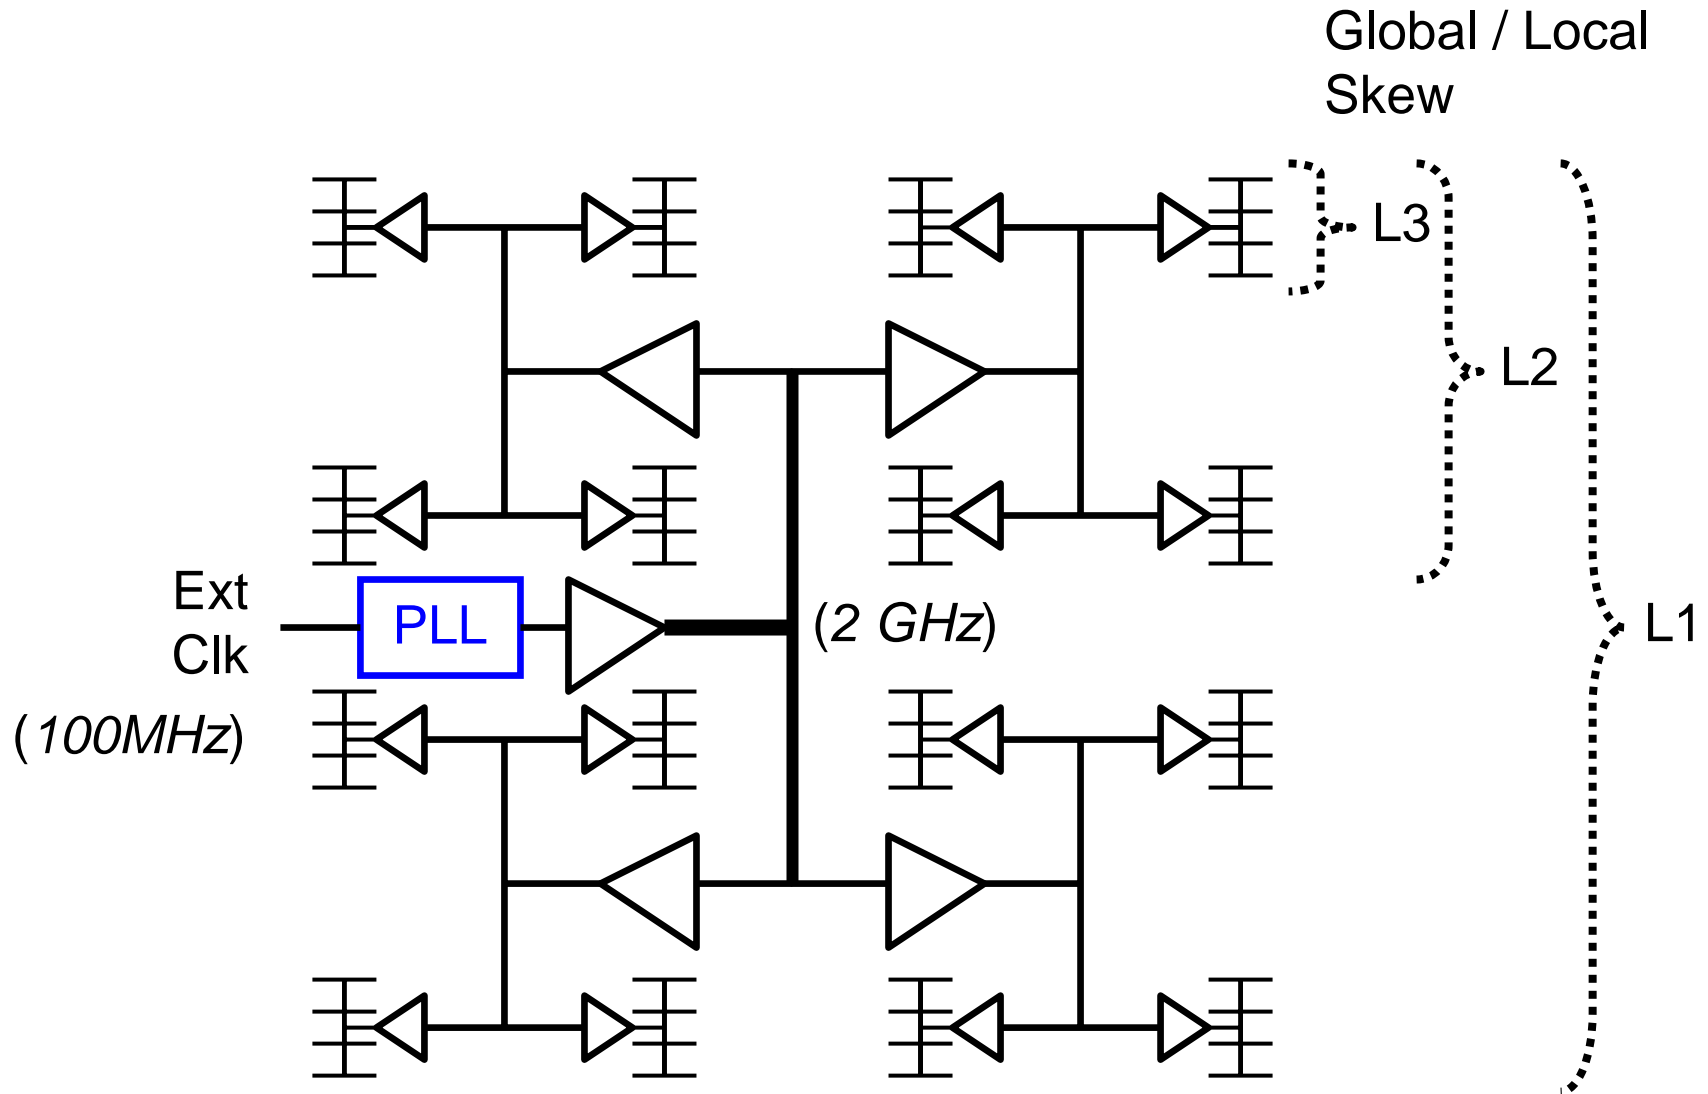 Global / Local
Skew
L3
L2
Ext
Clk
PLL
(2 GHz)
L1
(100MHz)